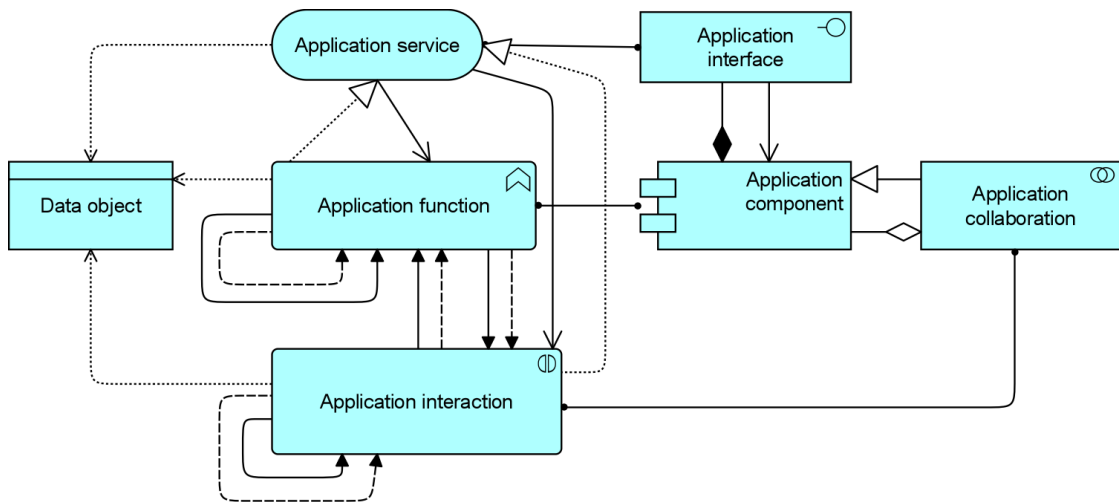 Application service
Application
interface
Data object
Application function
Application
component
Application
collaboration
Application interaction